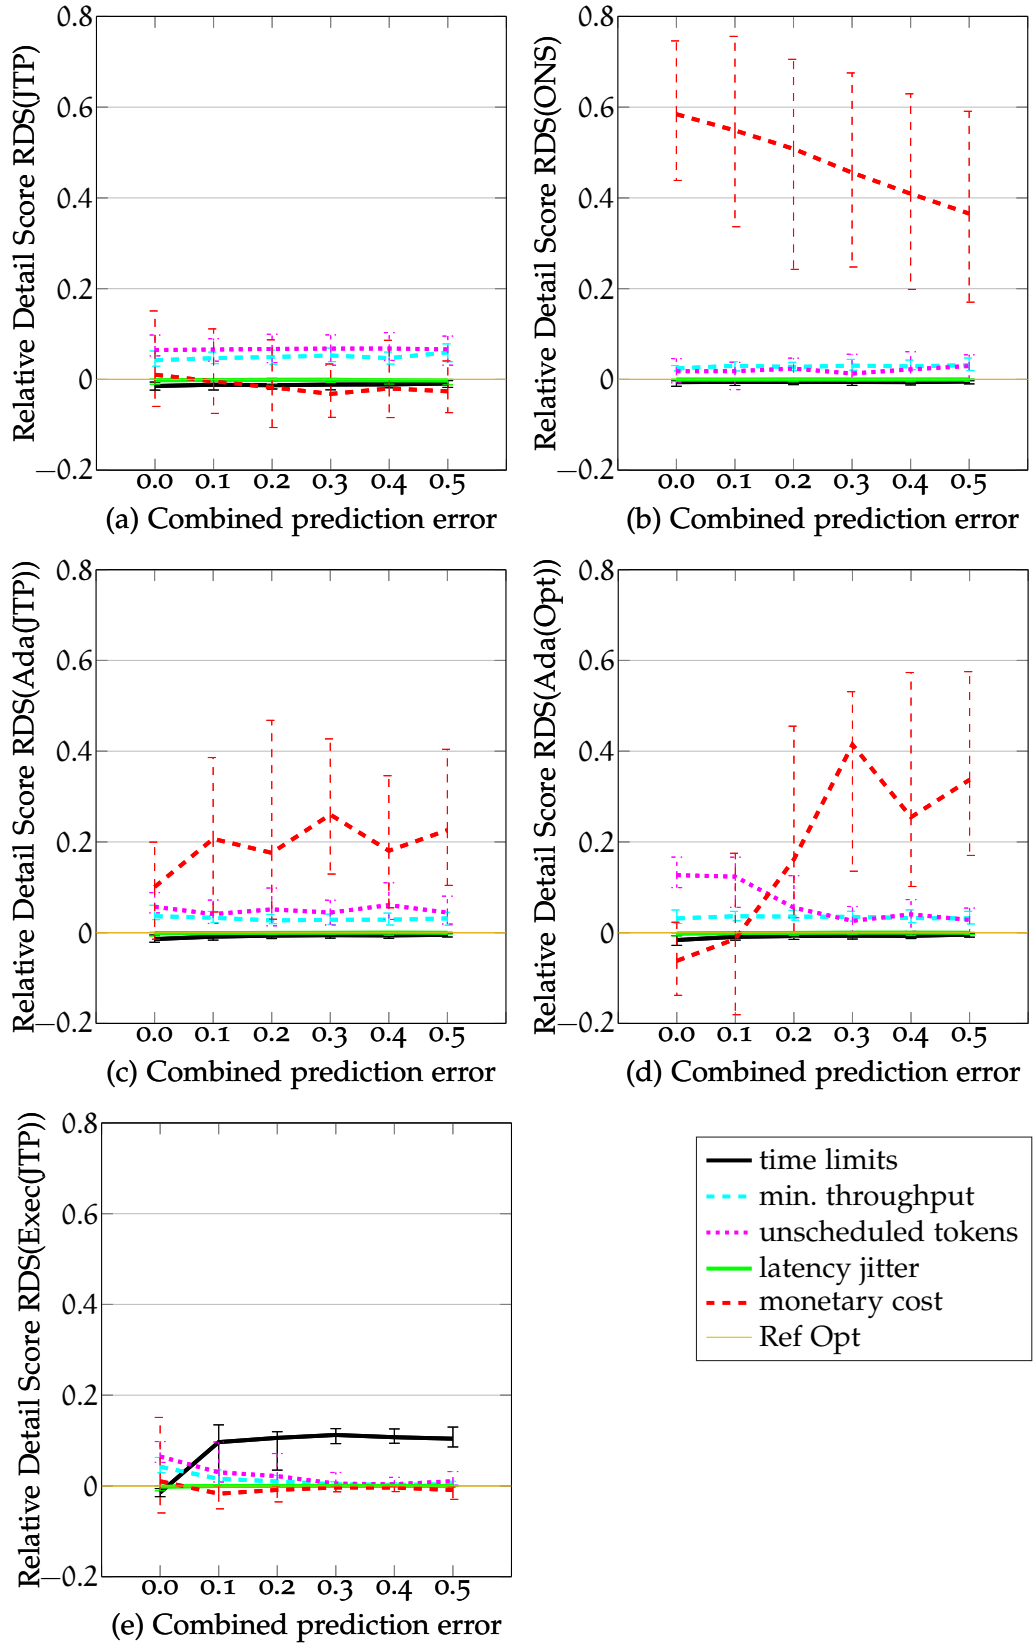 Relative Detail Score RDS(JTP)
0.8
0.6
0.4
0.2
0
−0.2
0.0 0.1 0.2 0.3 0.4 0.5
(a) Combined prediction error
Relative Detail Score RDS(ONS)
0.8
0.6
0.4
0.2
0
−0.2
0.0 0.1 0.2 0.3 0.4 0.5
(b) Combined prediction error
Relative Detail Score RDS(Ada(JTP))
0.8
0.6
0.4
0.2
0
−0.2
0.0 0.1 0.2 0.3 0.4 0.5
(c) Combined prediction error
Relative Detail Score RDS(Ada(Opt))
0.8
0.6
0.4
0.2
0
−0.2
0.0 0.1 0.2 0.3 0.4 0.5
(d) Combined prediction error
Relative Detail Score RDS(Exec(JTP))
0.8
0.6
0.4
0.2
0
−0.2
0.0 0.1 0.2 0.3 0.4 0.5
(e) Combined prediction error
time limits
min. throughput
unscheduled tokens
latency jitter
monetary cost
Ref Opt